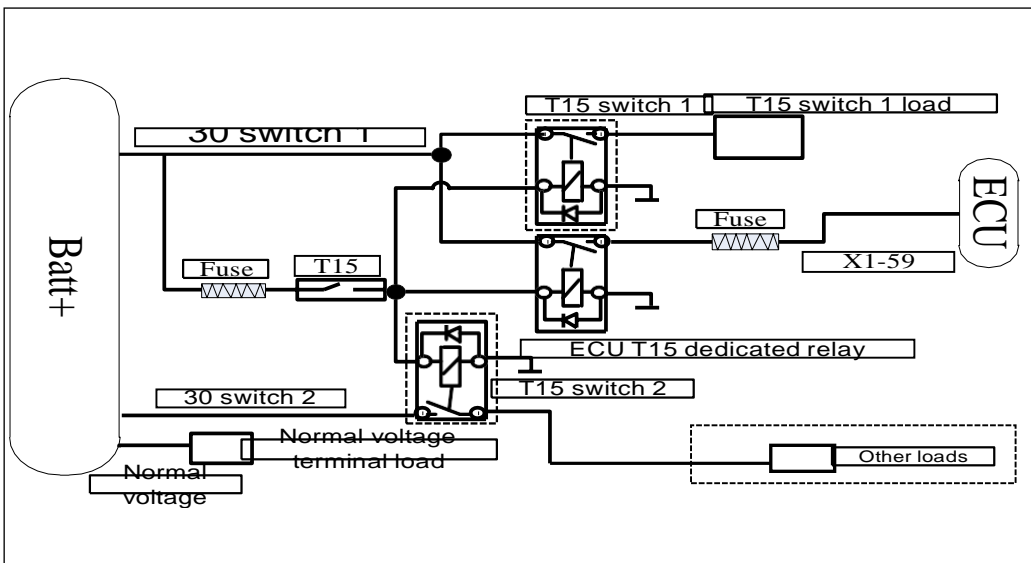 T15 switch 1
T15 switch 1 load
30 switch 1
ECU
Fuse
X1-59
Batt+
Fuse
T15
ECU T15 dedicated relay
T15 switch 2
30 switch 2
Normal voltage
terminal load
Other loads
Normal
voltage